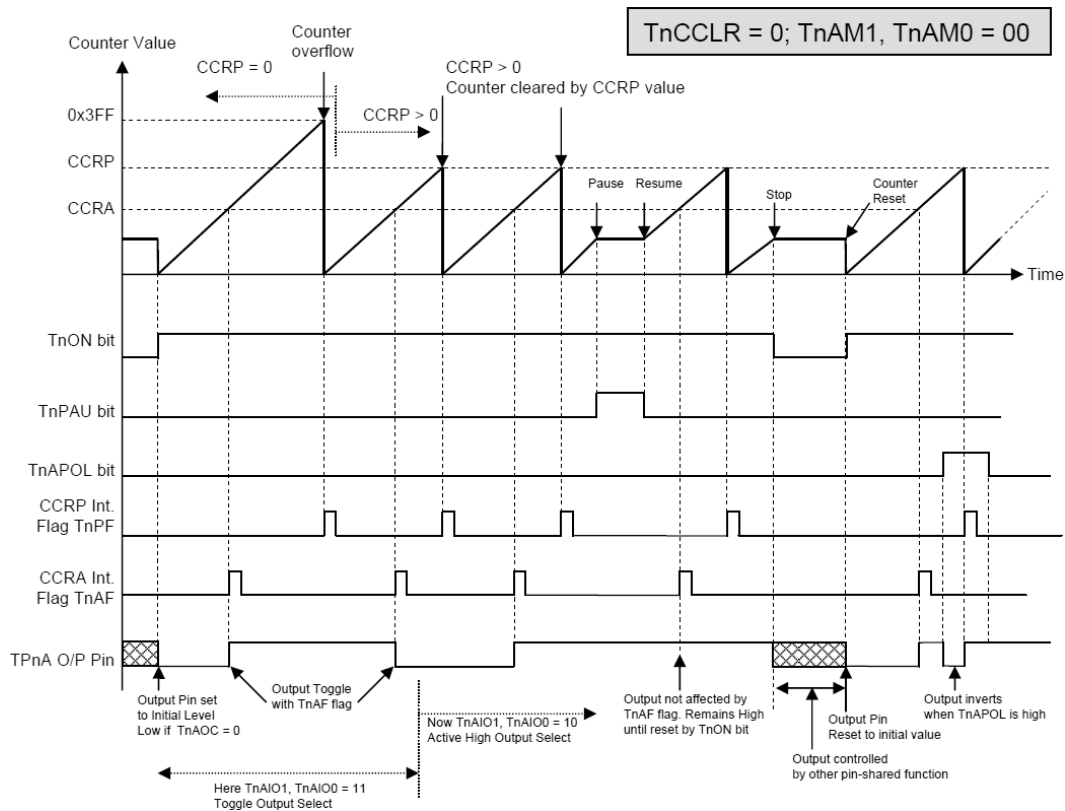 TnCCLR = 0; TnAM1, TnAM0 = 00
Counter Value
Counter
overflow
CCRP = 0
CCRP > 0
CCRP > 0
Counter cleared by CCRP value
0x3FF
CCRP
CCRA
Pause
Resume
Stop
Counter
Reset
Time
TnON bit
TnPAU bit
TnAPOL bit
CCRP Int.
Flag TnPF
CCRA Int.
Flag TnAF
TPnA O/P Pin
Output Pin set
to Initial Level
Low if TnAOC = 0
Output Toggle
with TnAF flag
Now TnAIO1, TnAIO0 = 10
Active High Output Select
Output not affected by
TnAF flag. Remains High
until reset by TnON bit
Output Pin
Reset to initial value
Output inverts
when TnAPOL is high
Output controlled
by other pin-shared function
Here TnAIO1, TnAIO0 = 11
Toggle Output Select